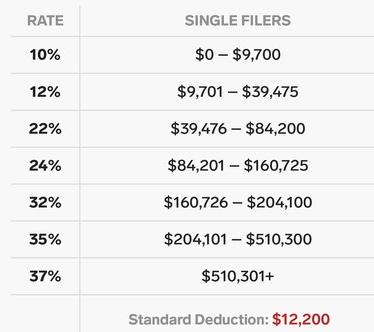 RATE SINGLE FILERS
10% $0 – $9,700
12% $9,701 – $39,475
22% $39,476 – $84,200
24% $84,201 – $160,725
32% $160,726 – $204,100
35% $204,101 – $510,300
37% $510,301+
Standard Deduction: $12,200